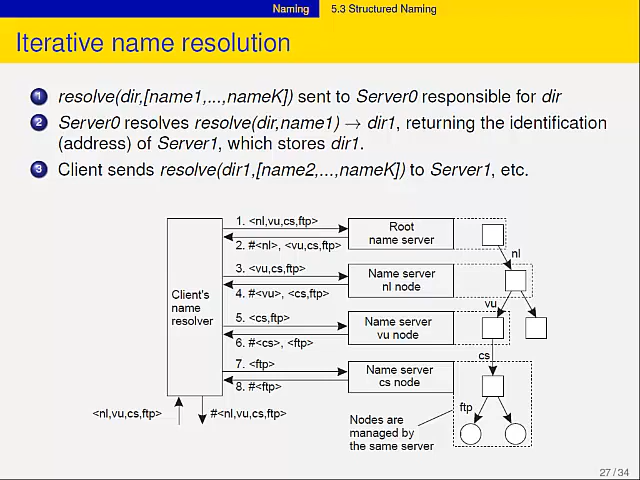 Naming
5.3 Structured Naming
Iterative name resolution
1 resolve(dir,[name1,...,nameK]) sent to Server0 responsible for dir
2 Server0 resolves resolve(dir,name1) → dir1, returning the identification
(address) of Server1, which stores dir1.
3 Client sends resolve(dir1,[name2,...,nameK]) to Server1, etc.
1. <nl,vu,cs,ftp>
2. #<nl>, <vu,cs,ftp>
Root
name server
nl
3. <vu,cs,ftp>
4. #<vu>, <cs,ftp>
Name server
nl node
Client's
name
resolver
vu
5. <cs,ftp>
6. #<cs>, <ftp>
Name server
vu node
cs
7. <ftp>
8. #<ftp>
Name server
cs node
ftp
<nl,vu,cs,ftp>
#<nl,vu,cs,ftp>
Nodes are
managed by
the same server
27 / 34